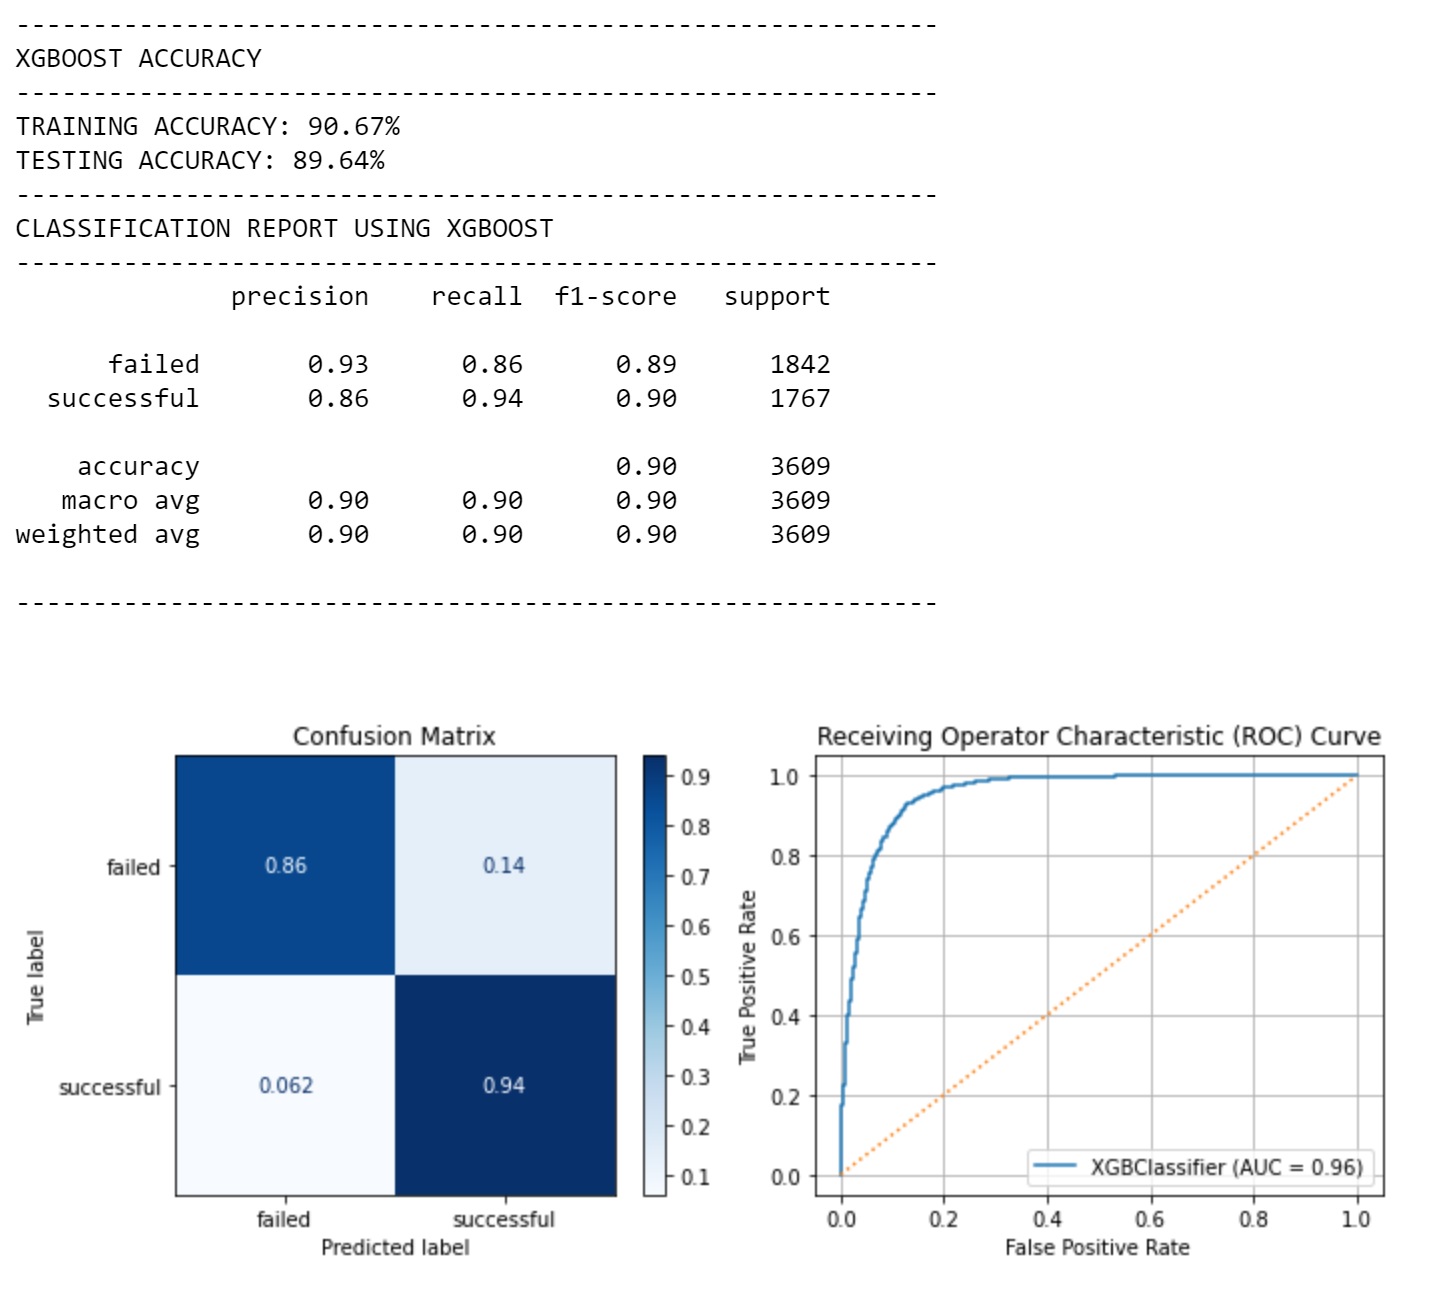 ------------------------------------------------------------
XGBOOST ACCURACY
------------------------------------------------------------
TRAINING ACCURACY: 90.67%
TESTING ACCURACY: 89.64%
------------------------------------------------------------
CLASSIFICATION REPORT USING XGBOOST
------------------------------------------------------------
precision recall f1-score support
failed 0.93 0.86 0.89 1842
successful 0.86 0.94 0.90 1767
accuracy 0.90 3609
macro avg 0.90 0.90 0.90 3609
weighted avg 0.90 0.90 0.90 3609
------------------------------------------------------------
Confusion Matrix
True label
failed
successful
0.86 0.14
0.062 0.94
failed successful
Predicted label
0.9
0.8
0.7
0.6
0.5
0.4
0.3
0.2
0.1
Receiving Operator Characteristic (ROC) Curve
True Positive Rate
1.0
0.8
0.6
0.4
0.2
0.0
XGBClassifier (AUC = 0.96)
0.0 0.2 0.4 0.6 0.8 1.0
False Positive Rate